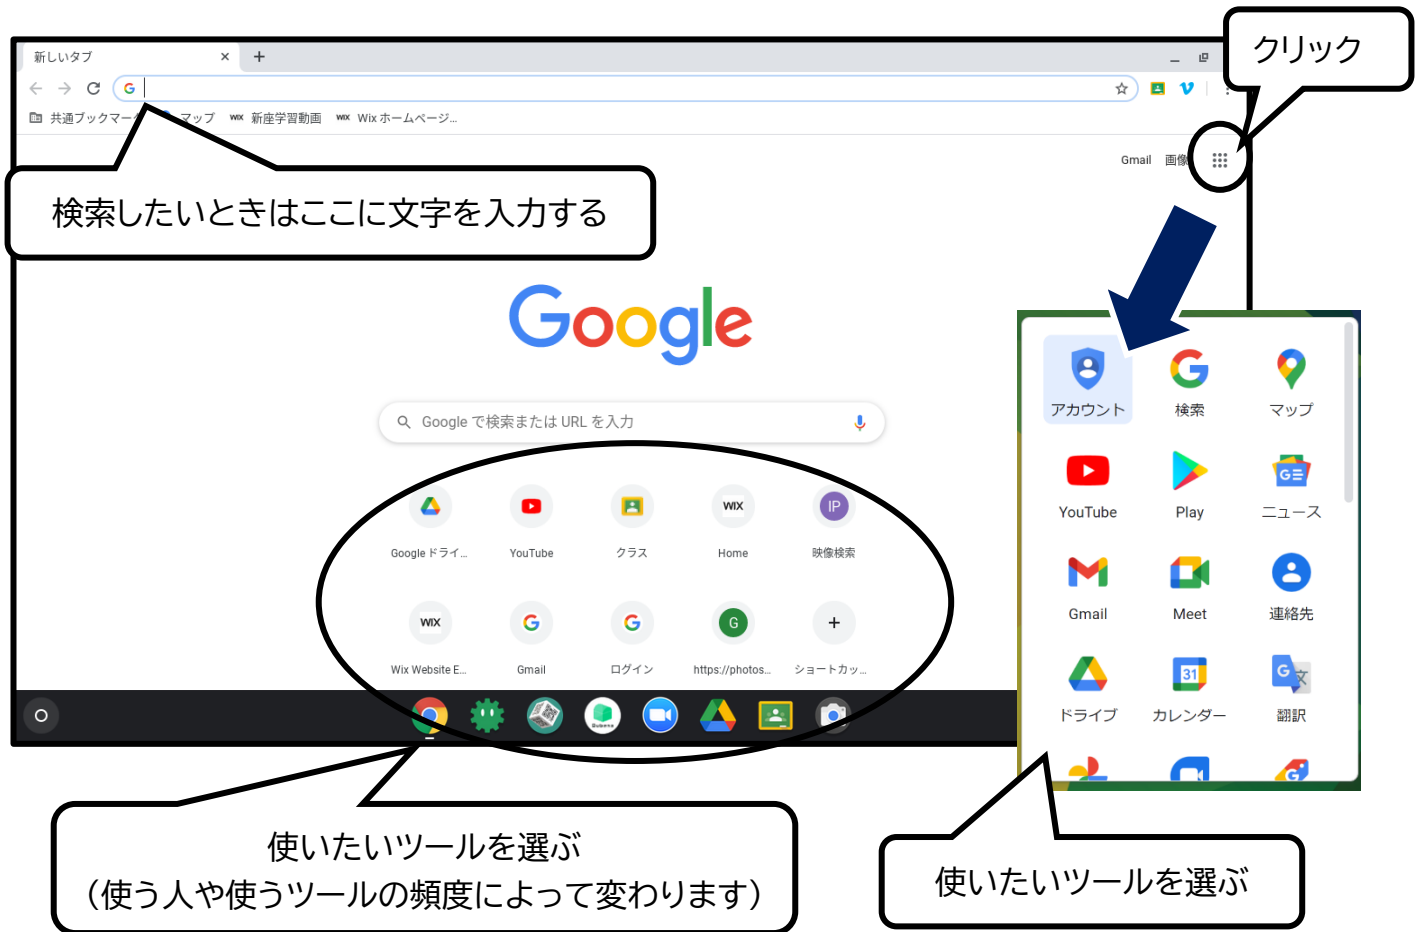 新しいタブ
クリック
共通ブックマーク
マップ
WIX 新座学習動画
WIX Wix ホームページ...
Gmail 画像
検索したいときはここに文字を入力する
Google
Google で検索または URL を入力
Google ドライ...
YouTube
クラス
WIX
Home
IP
映像検索
WIX
Wix Website E...
Gmail
ログイン
G
https://photos...
ショートカッ...
アカウント
検索
マップ
YouTube
Play
ニュース
Gmail
Meet
連絡先
ドライブ
31
カレンダー
翻訳
使いたいツールを選ぶ
（使う人や使うツールの頻度によって変わります）
使いたいツールを選ぶ